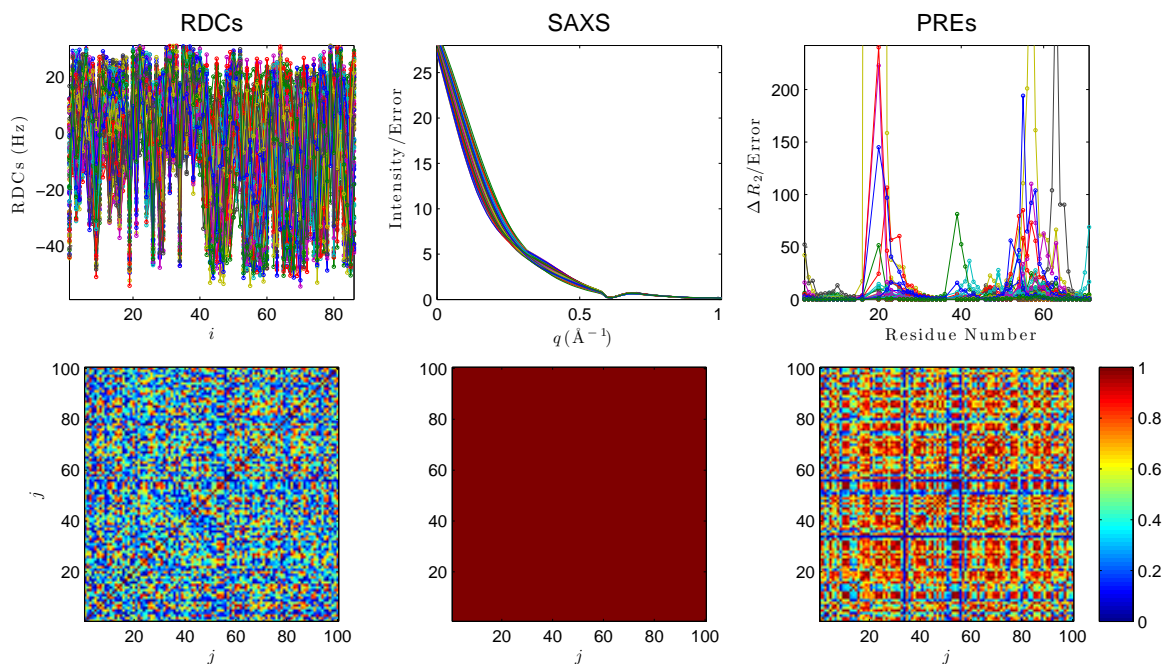 RDCs
SAXS
PREs
RDCs (Hz)
20
0
−20
−40
20 40 60 80
i
Intensity/Error
25
20
15
10
5
0
0 0.5 1
q (Å⁻¹)
Δ R₂/Error
200
150
100
50
0
20 40 60
Residue Number
j
100
80
60
40
20
20 40 60 80 100
j
100
80
60
40
20
20 40 60 80 100
j
100
80
60
40
20
20 40 60 80 100
j
1
0.8
0.6
0.4
0.2
0